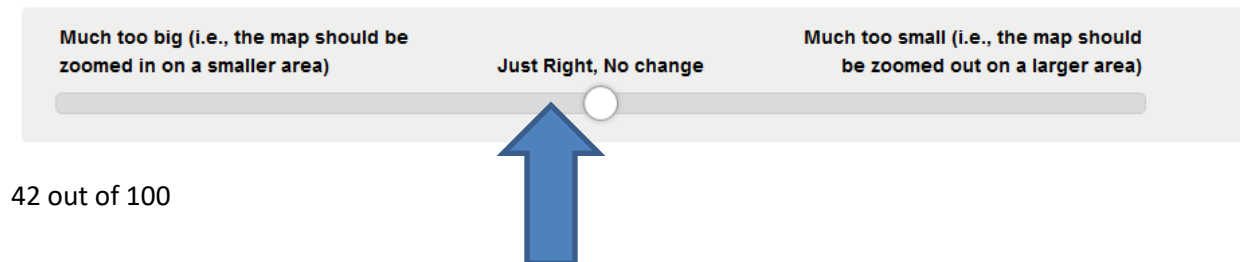 Much too big (i.e., the map should be
zoomed in on a smaller area)
Just Right, No change
Much too small (i.e., the map should
be zoomed out on a larger area)
42 out of 100